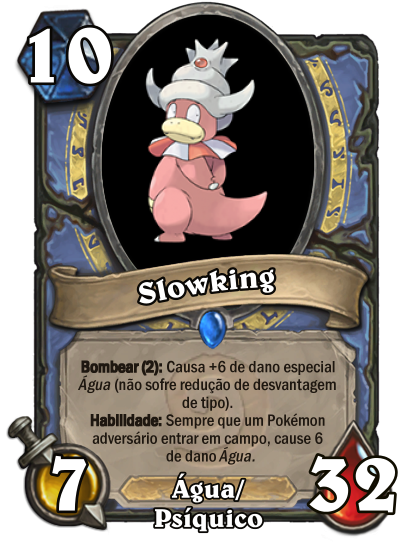 10
Slowking
Bombear (2): Causa +6 de dano especial
Água (não sofre redução de desvantagem
de tipo).
Habilidade: Sempre que um Pokémon
adversário entrar em campo, cause 6
de dano Água.
7
Água/
Psíquico
32